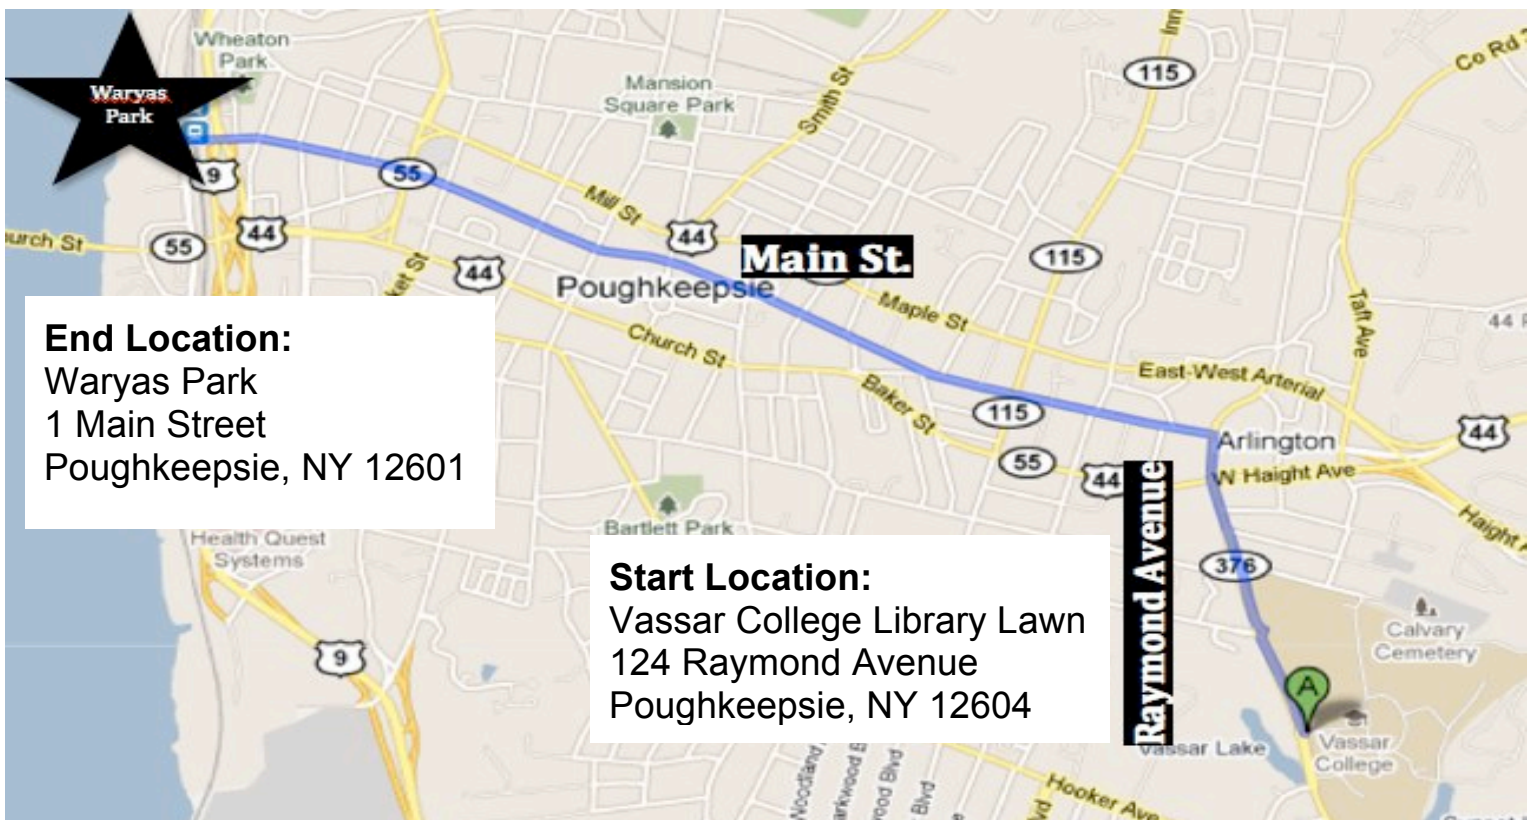 Wheaton
Park
Waryas
Park
Mansion
Square Park
Smith St
115
Co Rd
55
9
Mill St
44
55
44
Church St
44
Main St.
115
Poughkeepsie
Maple St
Taft Ave
44
Church St
East-West Arterial
Baker St
115
Arlington
44
55
44
W Haight Ave
End Location:
Waryas Park
1 Main Street
Poughkeepsie, NY 12601
Raymond Avenue
Haight
Bartlett Park
Health Quest
Systems
376
Start Location:
Vassar College Library Lawn
124 Raymond Avenue
Poughkeepsie, NY 12604
Calvary
Cemetery
9
A
Vassar Lake
Vassar
College
Woodland
Blvd
Hooker Ave